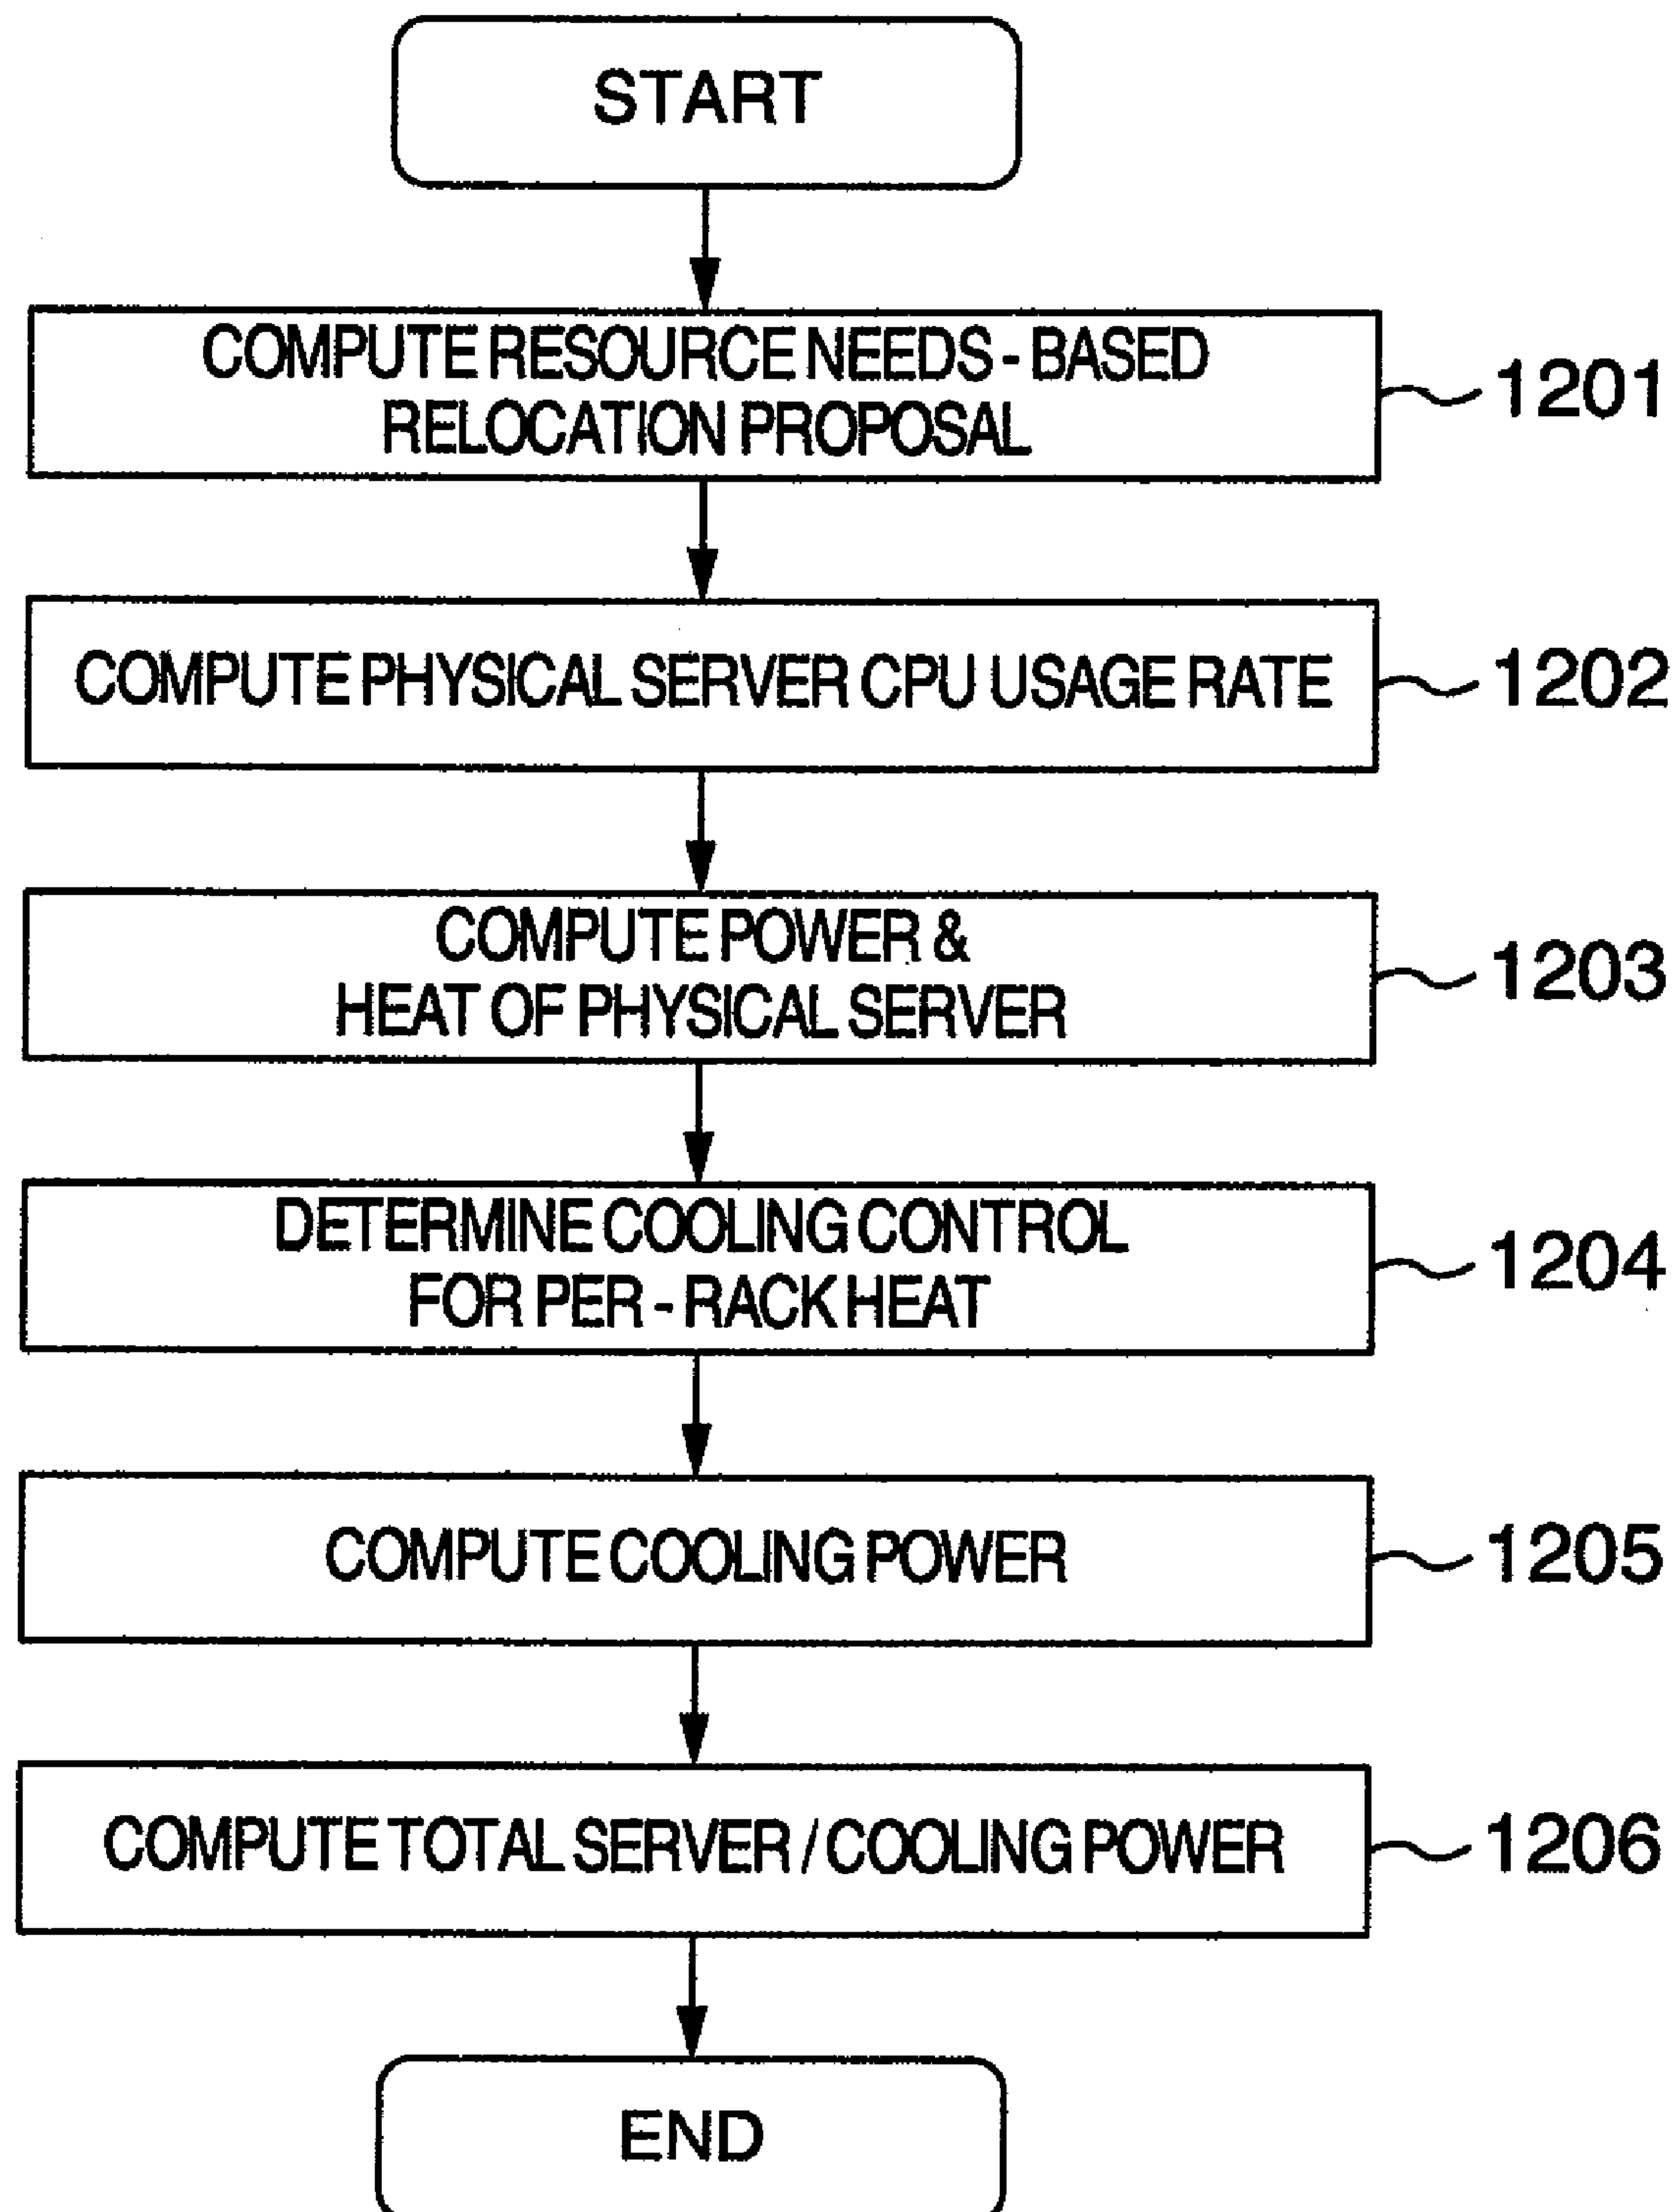 START
COMPUTE RESOURCE NEEDS - BASED
RELOCATION PROPOSAL
1201
COMPUTE PHYSICAL SERVER CPU USAGE RATE
1202
COMPUTE POWER &
HEAT OF PHYSICAL SERVER
1203
DETERMINE COOLING CONTROL
FOR PER - RACK HEAT
1204
COMPUTE COOLING POWER
1205
COMPUTE TOTAL SERVER / COOLING POWER
1206
END